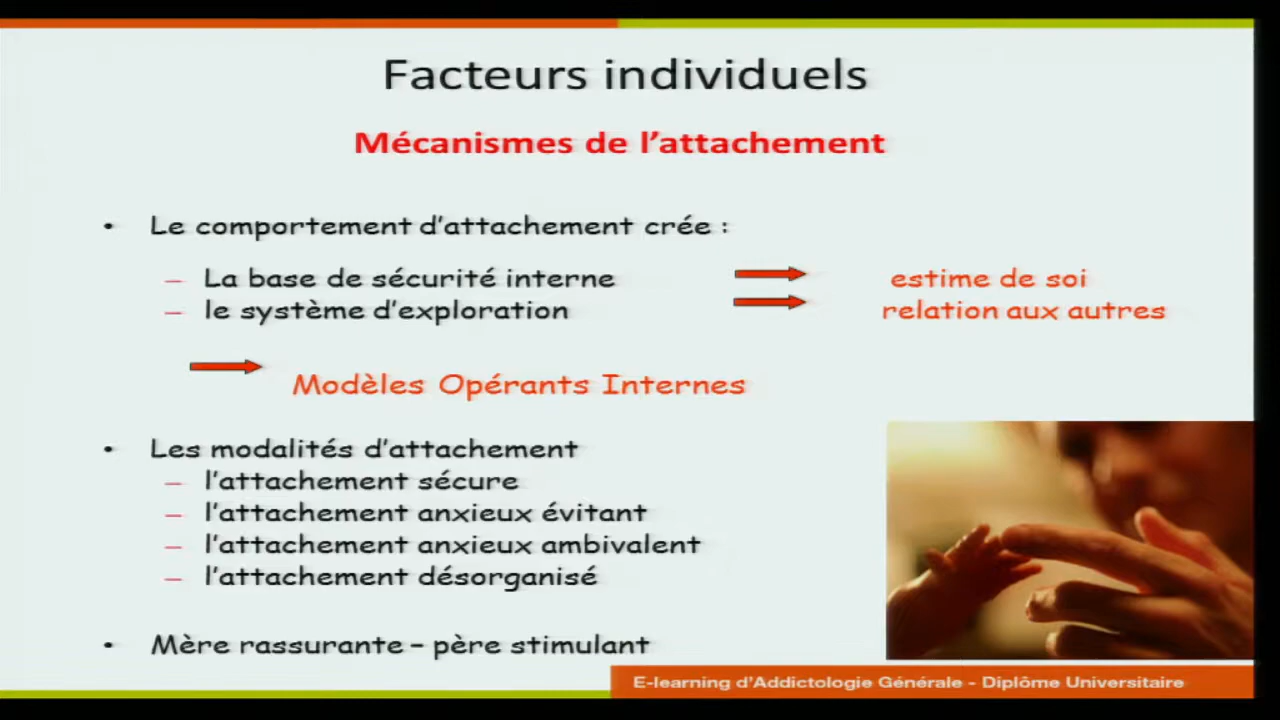 Facteurs individuels
Mécanismes de l'attachement
• Le comportement d'attachement crée :
– La base de sécurité interne estime de soi
– le système d'exploration relation aux autres
Modèles Opérants Internes
• Les modalités d'attachement
– l'attachement sécure
– l'attachement anxieux évitant
– l'attachement anxieux ambivalent
– l'attachement désorganisé
• Mère rassurante – père stimulant
E-learning d'Addictologie Générale - Diplôme Universitaire